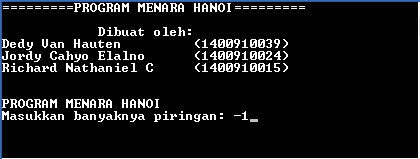 =========PROGRAM MENARA HANOI=========
Dibuat oleh:
Dedy Van Hauten (1400910039)
Jordy Cahyo Elalno (1400910024)
Richard Nathaniel C (1400910015)
PROGRAM MENARA HANOI
Masukkan banyaknya piringan: -1_